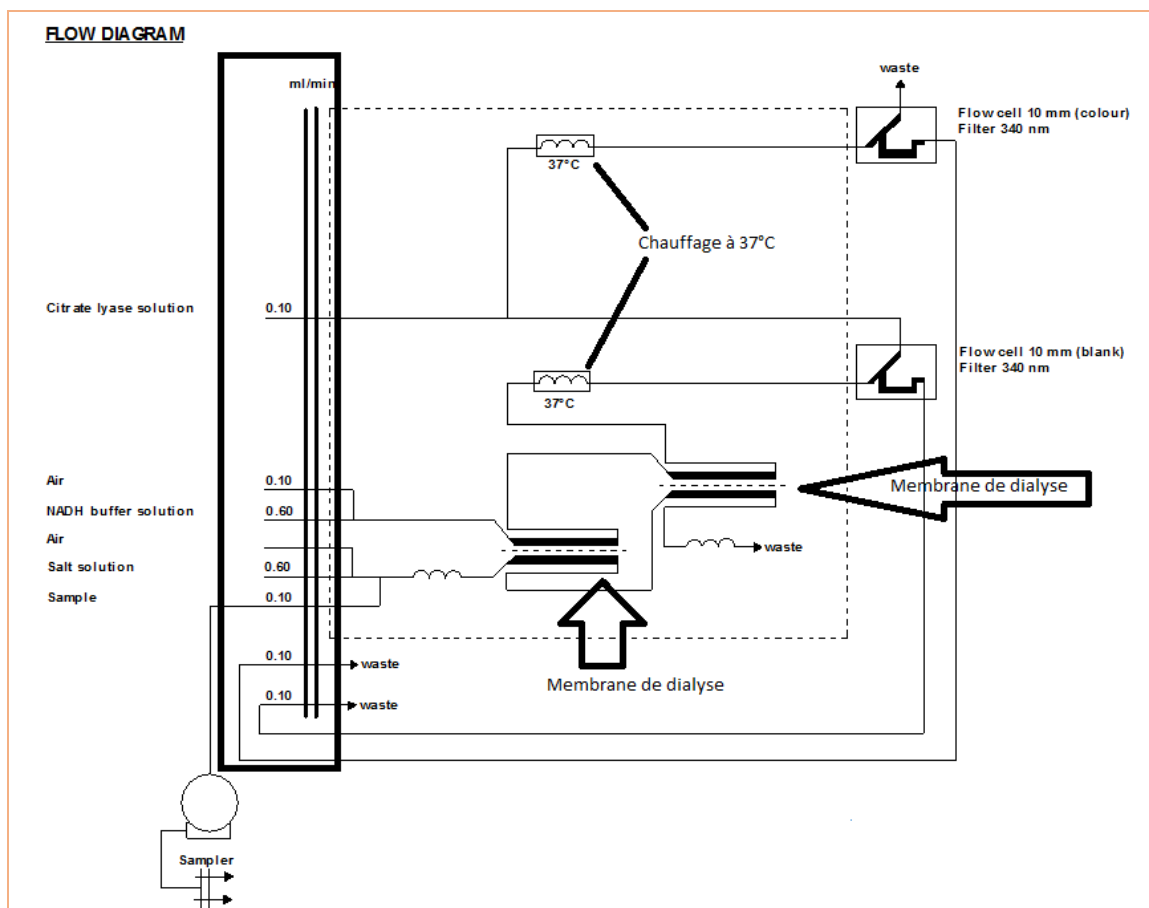 FLOW DIAGRAM
ml/min
waste
Flow cell 10 mm (colour)
Filter 340 nm
37°C
Chauffage à 37°C
Citrate lyase solution
0.10
Flow cell 10 mm (blank)
Filter 340 nm
37°C
Air
0.10
Membrane de dialyse
NADH buffer solution
0.60
Air
waste
Salt solution
0.60
Sample
0.10
0.10
waste
Membrane de dialyse
0.10
waste
Sampler